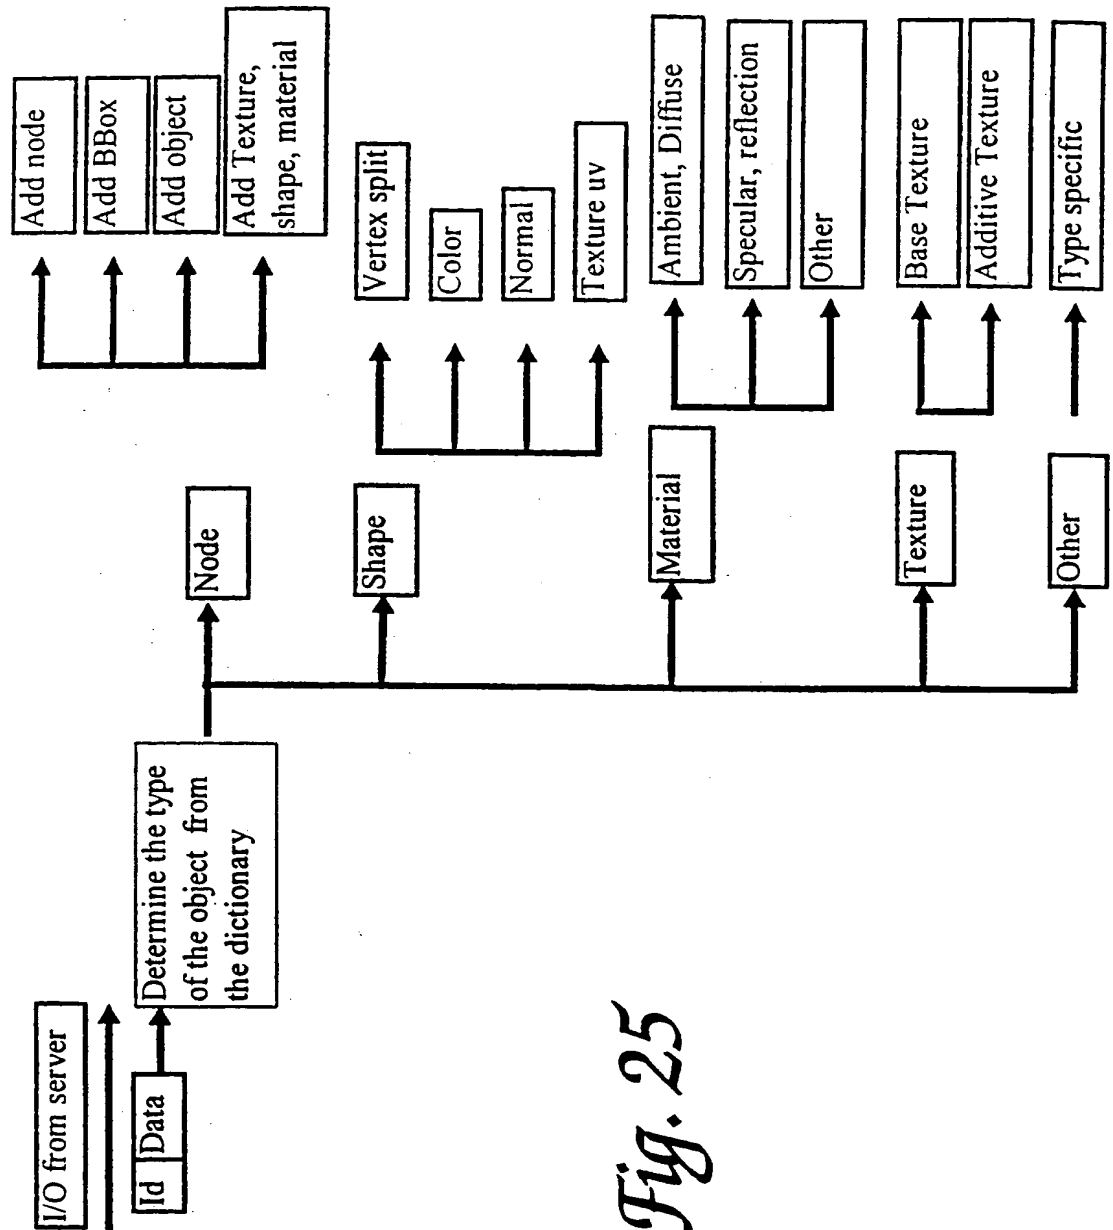 I/O from server
Id Data
Determine the type
of the object from
the dictionary
Node
Add node
Add BBox
Add object
Add Texture,
shape, material
Shape
Vertex split
Color
Normal
Texture uv
Material
Ambient, Diffuse
Specular, reflection
Other
Texture
Base Texture
Additive Texture
Other
Type specific
Fig. 25